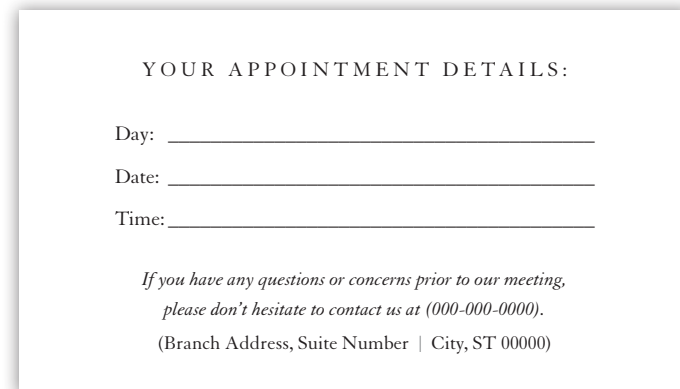 YOUR APPOINTMENT DETAILS:
Day:
Date:
Time:
If you have any questions or concerns prior to our meeting,
please don't hesitate to contact us at (000-000-0000).
(Branch Address, Suite Number | City, ST 00000)